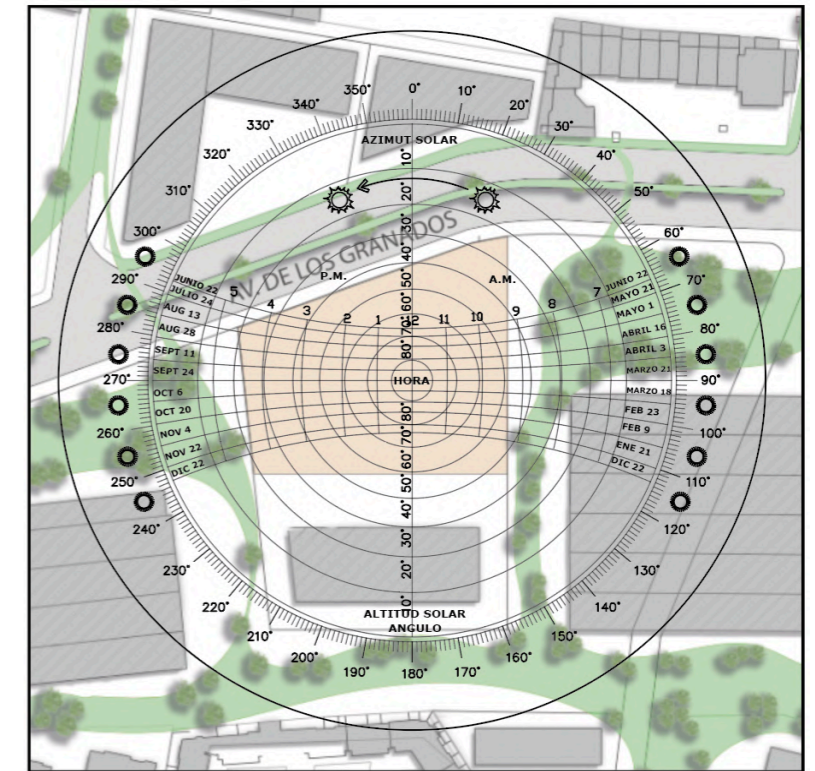 350° 0° 10°
340° 20°
330° 30°
AZIMUT SOLAR
320° 10° 40°
310° 20° 50°
300° 30° 60°
AV. DE LOS GRANADOS
40°
P.M. 50° A.M.
290° JUNIO 22 5 4 3 2 1 12 11 10 9 8 7 JUNIO 22 70°
JULIO 24 60° MAYO 21
280° AUG 13 70° MAYO 1 80°
AUG 28 80° ABRIL 16
SEPT 11 ABRIL 3
270° SEPT 24 HORA MARZO 21 90°
OCT 6 MARZO 18
260° OCT 20 80° FEB 23 100°
NOV 4 70° FEB 9
NOV 22 60° ENE 21
250° DIC 22 50° DIC 22 110°
240° 40° 120°
230° 30° 130°
220° 20° 140°
210° 10° 150°
ALTITUD SOLAR
ANGULO
200° 160°
190° 180° 170°